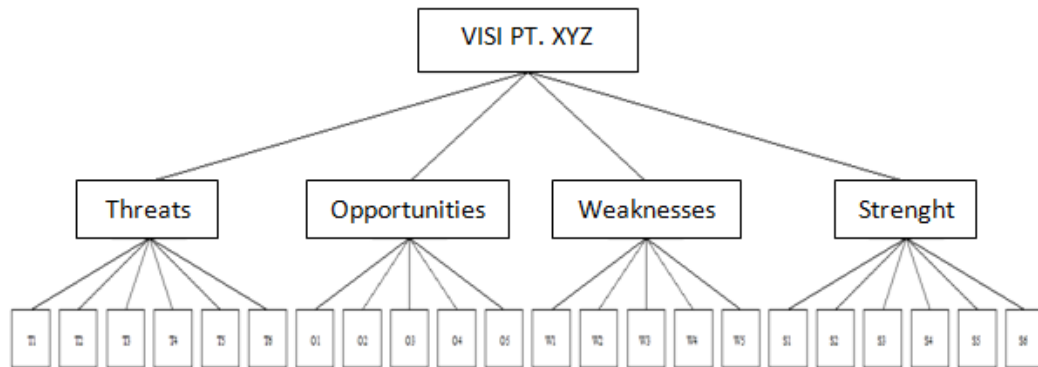 VISI PT. XYZ
Threats Opportunities Weaknesses Strenght
T1 T2 T3 T4 T5 T6 O1 O2 O3 O4 O5 W1 W2 W3 W4 W5 S1 S2 S3 S4 S5 S6